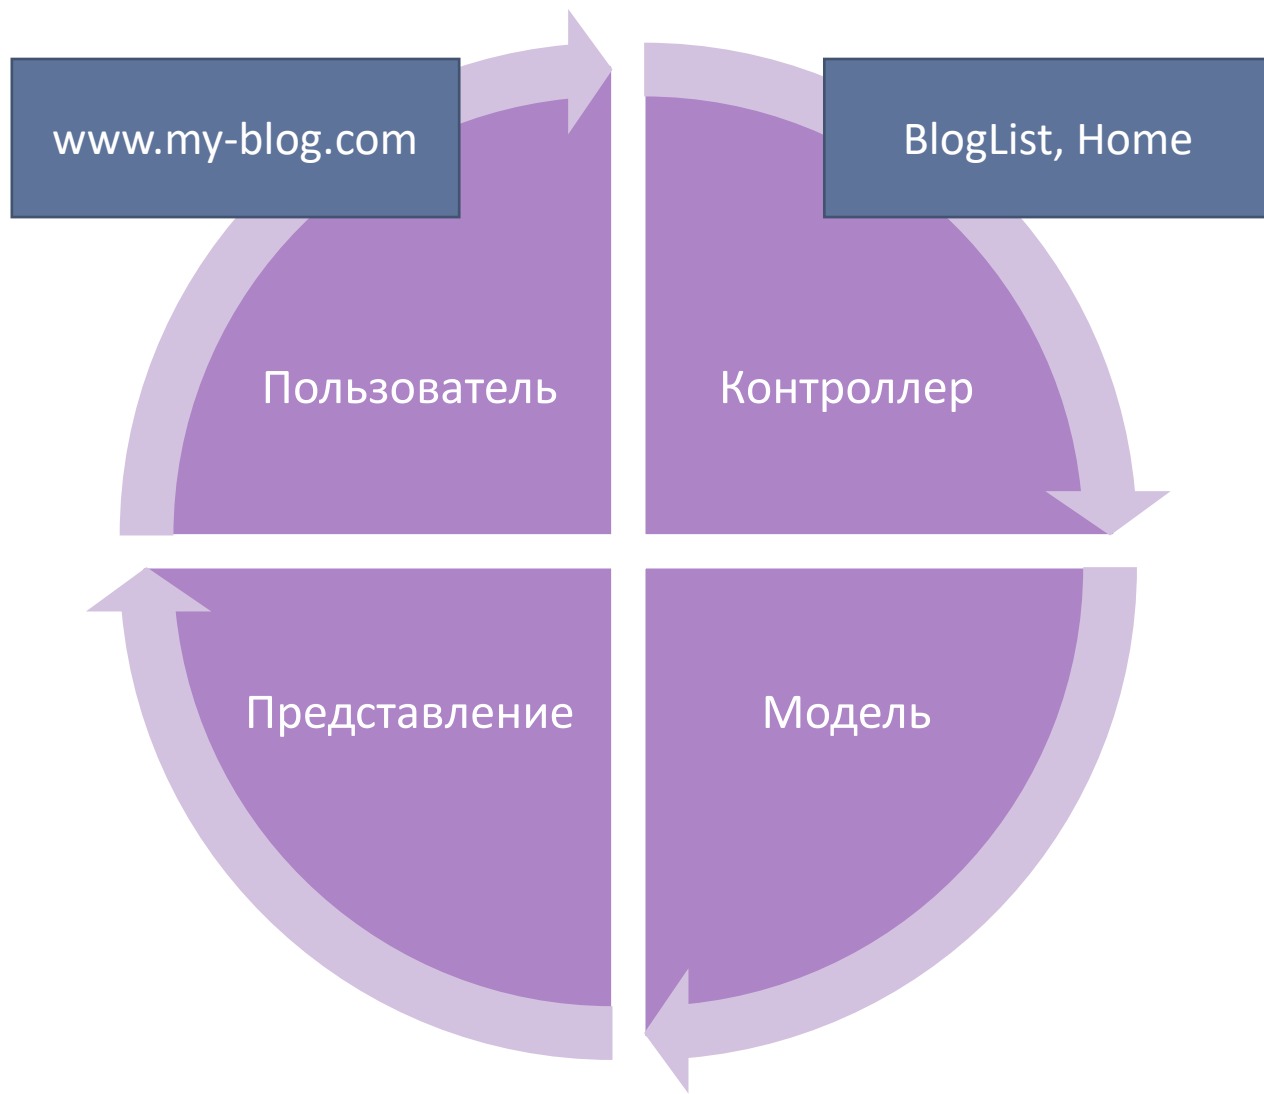 www.my-blog.com
BlogList, Home
Пользователь
Контроллер
Представление
Модель